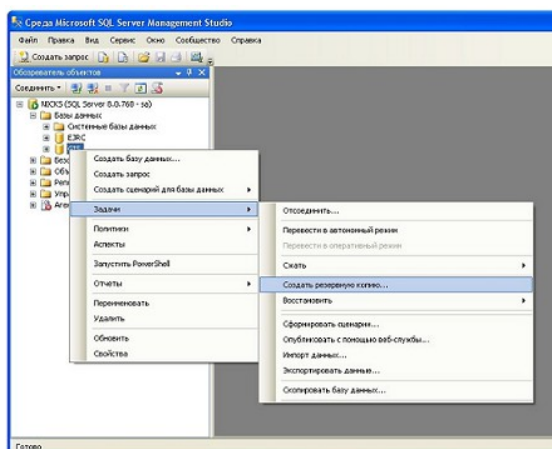 Среда Microsoft SQL Server Management Studio
Файл Правка Вид Сервис Окно Сообщество Справка
Создать запрос
Обозреватель объектов
Соединить
(SQL Server 8.0.760 - sa)
Базы данных
Системные базы данных
EJRC
Создать базу данных...
Создать запрос
Создать сценарий для базы данных
Задачи
Политики
Аспекты
Запустить PowerShell
Отчеты
Переименовать
Удалить
Обновить
Свойства
Отсоединить...
Перевести в автономный режим
Перевести в оперативный режим
Сжать
Создать резервную копию...
Восстановить
Сформировать сценарии...
Опубликовать с помощью веб-службы...
Импорт данных...
Экспортировать данные...
Скопировать базу данных...
Готово